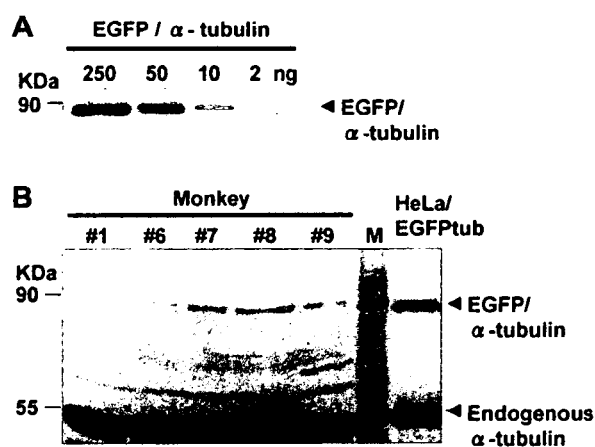 A
EGFP / α - tubulin
KDa 250 50 10 2 ng
90
EGFP/
α-tubulin
B
Monkey
HeLa/
EGFPtub
#1 #6 #7 #8 #9 M
KDa
90
EGFP/
α-tubulin
55
Endogenous
α-tubulin